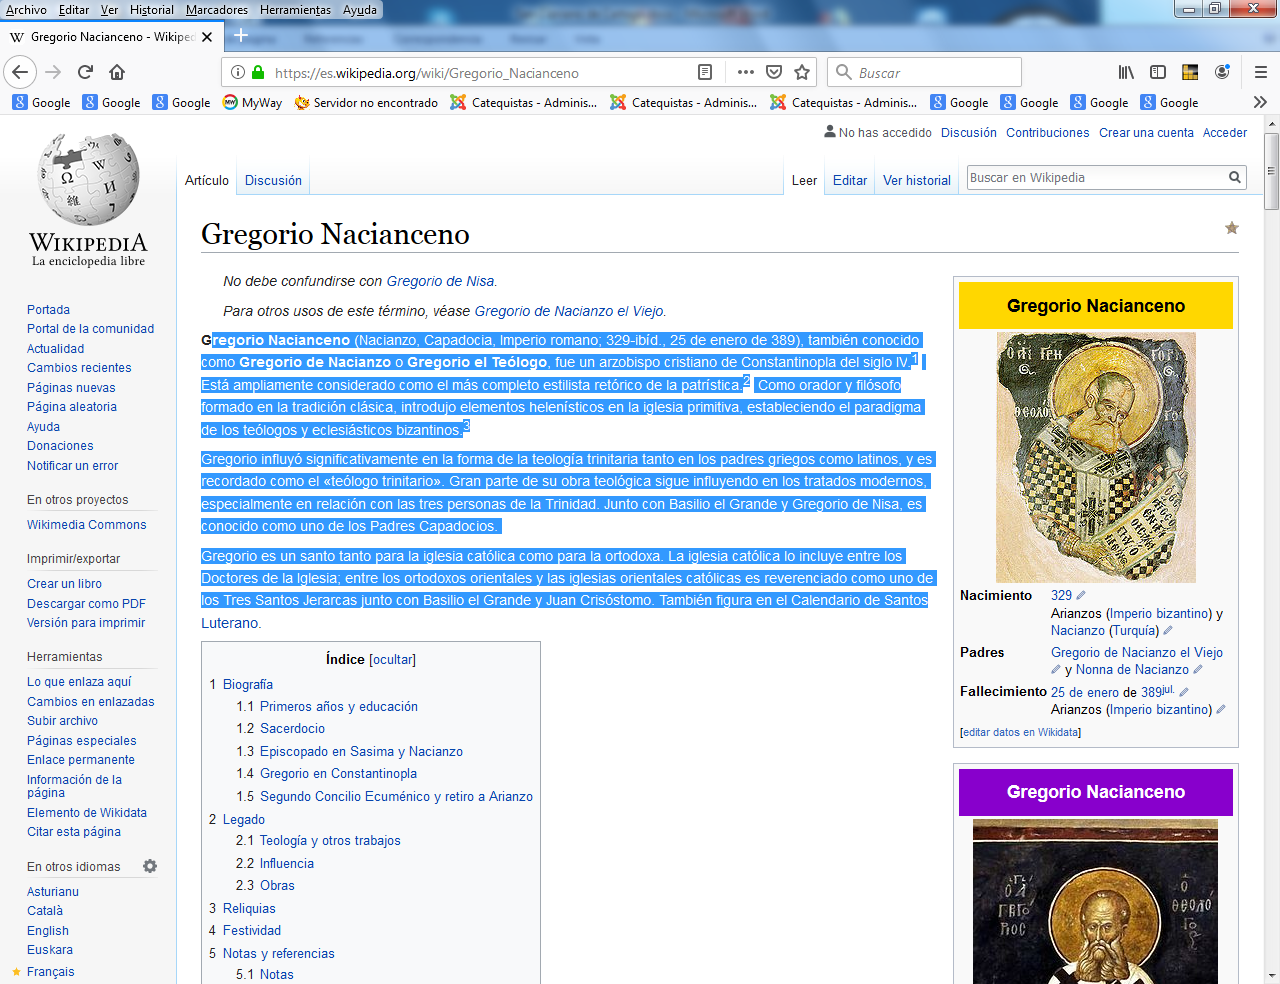 Archivo Editar Ver Historial Marcadores Herramientas Ayuda
Gregorio Nacianceno - Wikiped
https://es.wikipedia.org/wiki/Gregorio_Nacianceno
Buscar
Google Google Google MyWay Servidor no encontrado Catequistas - Adminis... Catequistas - Adminis... Catequistas - Adminis... Google Google Google Google
No has accedido Discusión Contribuciones Crear una cuenta Acceder
Artículo Discusión Leer Editar Ver historial Buscar en Wikipedia
WIKIPEDIA
La enciclopedia libre
Portada
Portal de la comunidad
Actualidad
Cambios recientes
Páginas nuevas
Página aleatoria
Ayuda
Donaciones
Notificar un error
En otros proyectos
Wikimedia Commons
Imprimir/exportar
Crear un libro
Descargar como PDF
Versión para imprimir
Herramientas
Lo que enlaza aquí
Cambios en enlazadas
Subir archivo
Páginas especiales
Enlace permanente
Información de la
página
Elemento de Wikidata
Citar esta página
En otros idiomas
Asturianu
Català
English
Euskara
Français
Gregorio Nacianceno
No debe confundirse con Gregorio de Nisa.
Para otros usos de este término, véase Gregorio de Nacianzo el Viejo.
Gregorio Nacianceno (Nacianzo, Capadocia, Imperio romano; 329-ibíd., 25 de enero de 389), también conocido
como Gregorio de Nacianzo o Gregorio el Teólogo, fue un arzobispo cristiano de Constantinopla del siglo IV.1
Está ampliamente considerado como el más completo estilista retórico de la patrística.2 Como orador y filósofo
formado en la tradición clásica, introdujo elementos helenísticos en la iglesia primitiva, estableciendo el paradigma
de los teólogos y eclesiásticos bizantinos.3
Gregorio influyó significativamente en la forma de la teología trinitaria tanto en los padres griegos como latinos, y es
recordado como el «teólogo trinitario». Gran parte de su obra teológica sigue influyendo en los tratados modernos,
especialmente en relación con las tres personas de la Trinidad. Junto con Basilio el Grande y Gregorio de Nisa, es
conocido como uno de los Padres Capadocios.
Gregorio es un santo tanto para la iglesia católica como para la ortodoxa. La iglesia católica lo incluye entre los
Doctores de la Iglesia; entre los ortodoxos orientales y las iglesias orientales católicas es reverenciado como uno de
los Tres Santos Jerarcas junto con Basilio el Grande y Juan Crisóstomo. También figura en el Calendario de Santos
Luterano.
Índice [ocultar]
1 Biografía
1.1 Primeros años y educación
1.2 Sacerdocio
1.3 Episcopado en Sasima y Nacianzo
1.4 Gregorio en Constantinopla
1.5 Segundo Concilio Ecuménico y retiro a Arianzo
2 Legado
2.1 Teología y otros trabajos
2.2 Influencia
2.3 Obras
3 Reliquias
4 Festividad
5 Notas y referencias
5.1 Notas
Gregorio Nacianceno
Nacimiento 329
Arianzos (Imperio bizantino) y
Nacianzo (Turquía)
Padres Gregorio de Nacianzo el Viejo
y Nonna de Nacianzo
Fallecimiento 25 de enero de 389jul.
Arianzos (Imperio bizantino)
[editar datos en Wikidata]
Gregorio Nacianceno